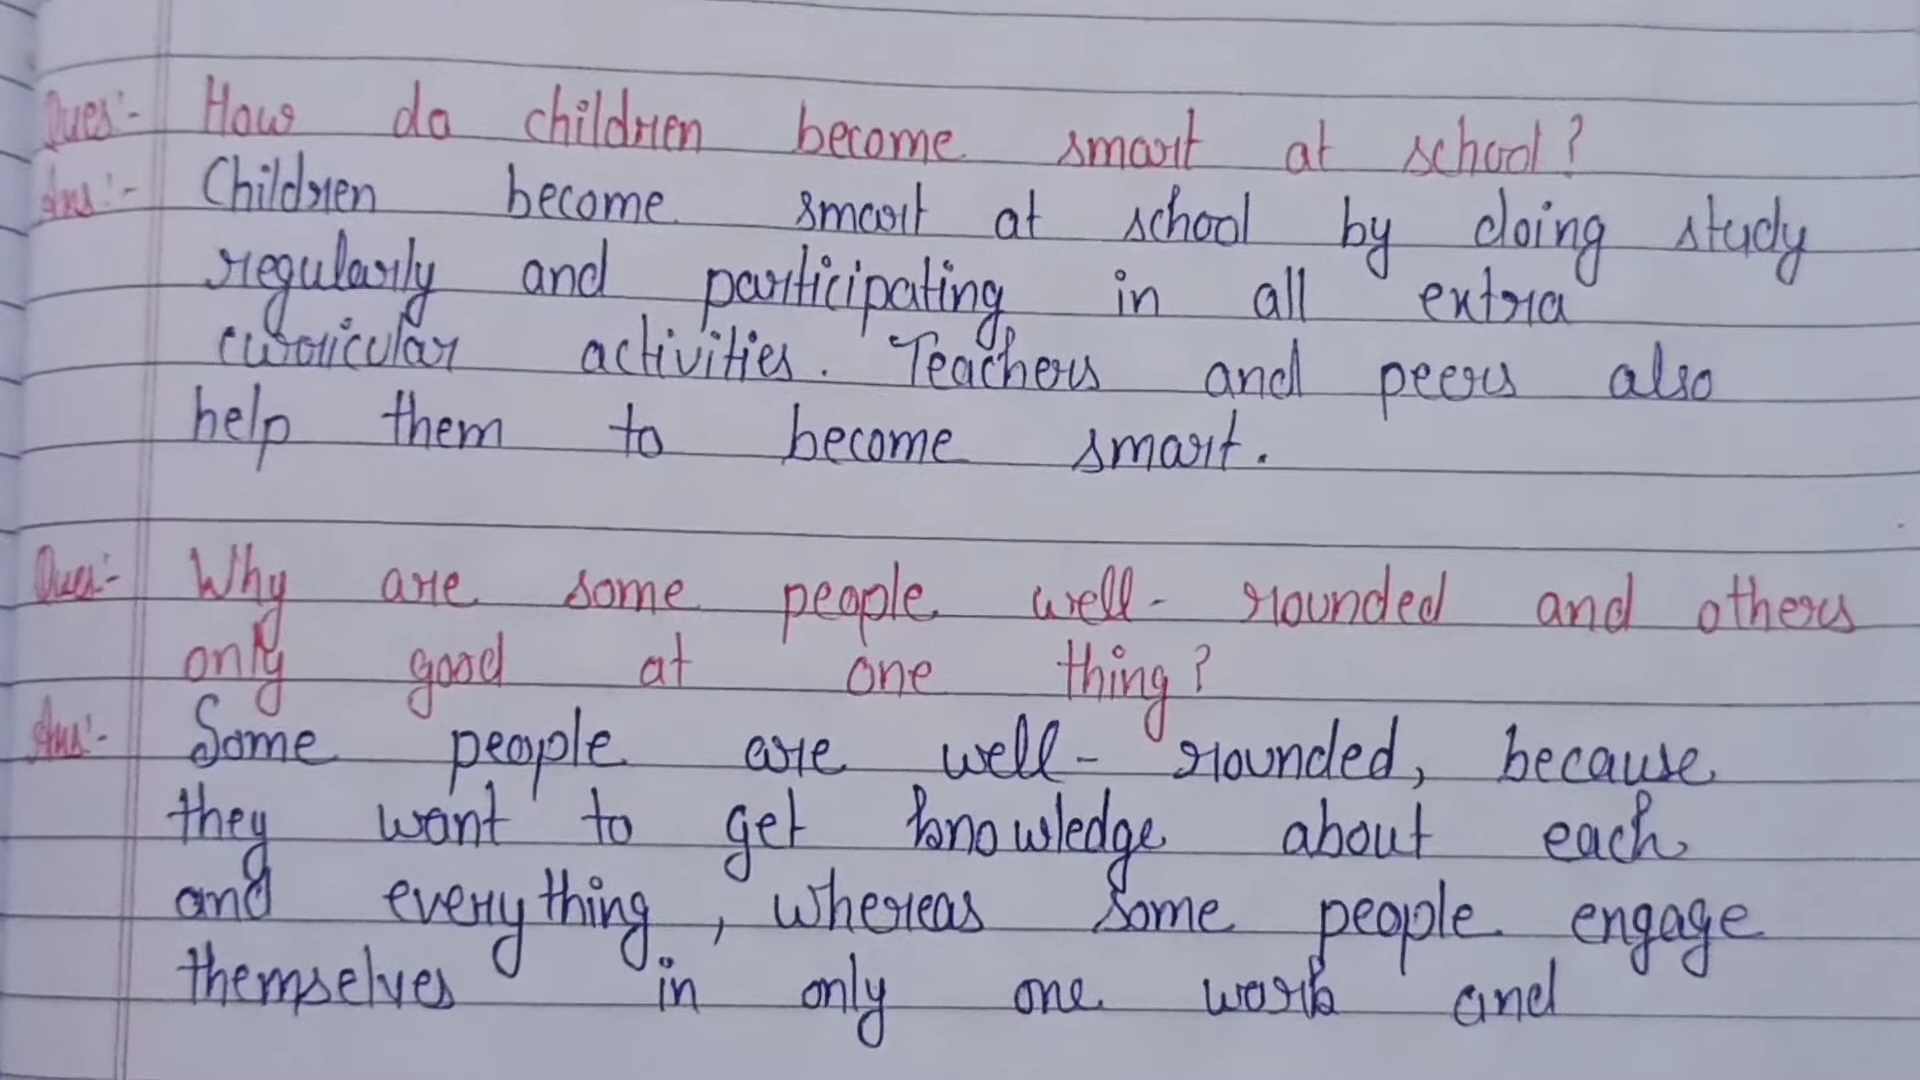 Ques:- How do children become smart at school?
Ans:- Children become smart at school by doing study
regularly and participating in all extra
curricular activities. Teachers and peers also
help them to become smart.
Ques:- Why are some people well-rounded and others
only good at one thing?
Ans:- Some people are well-rounded, because
they want to get knowledge about each
and everything, whereas some people engage
themselves in only one work and